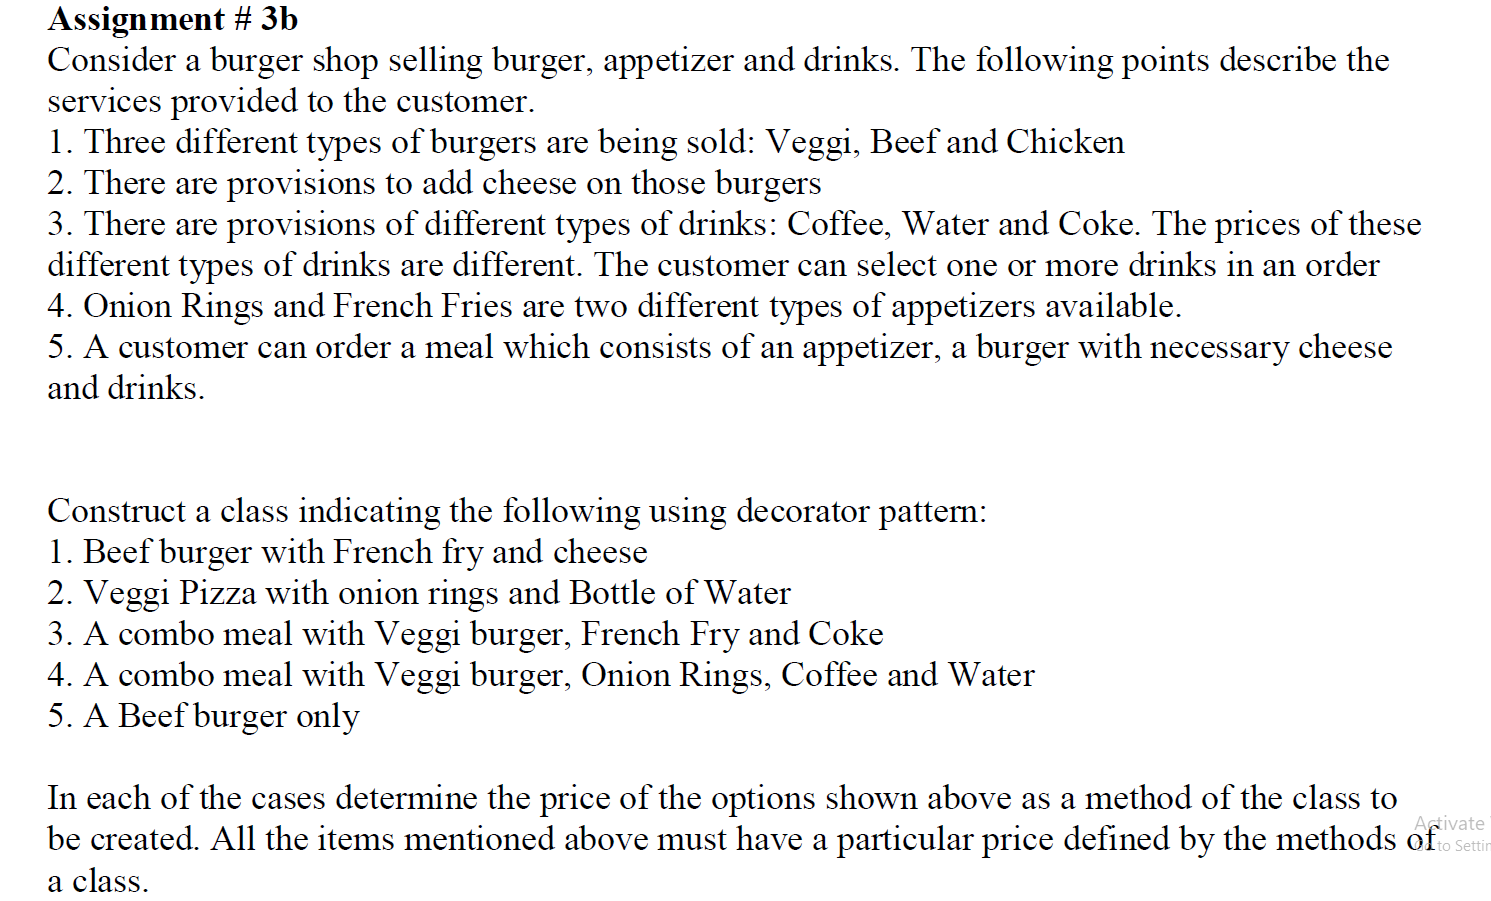 Assignment # 3b
Consider a burger shop selling burger, appetizer and drinks. The following points describe the
services provided to the customer.
1. Three different types of burgers are being sold: Veggi, Beef and Chicken
2. There are provisions to add cheese on those burgers
3. There are provisions of different types of drinks: Coffee, Water and Coke. The prices of these
different types of drinks are different. The customer can select one or more drinks in an order
4. Onion Rings and French Fries are two different types of appetizers available.
5. A customer can order a meal which consists of an appetizer, a burger with necessary cheese
and drinks.
Construct a class indicating the following using decorator pattern:
1. Beef burger with French fry and cheese
2. Veggi Pizza with onion rings and Bottle of Water
3. A combo meal with Veggi burger, French Fry and Coke
4. A combo meal with Veggi burger, Onion Rings, Coffee and Water
5. A Beef burger only
In each of the cases determine the price of the options shown above as a method of the class to
be created. All the items mentioned above must have a particular price defined by the methods of
a class.
Activate
to Settin